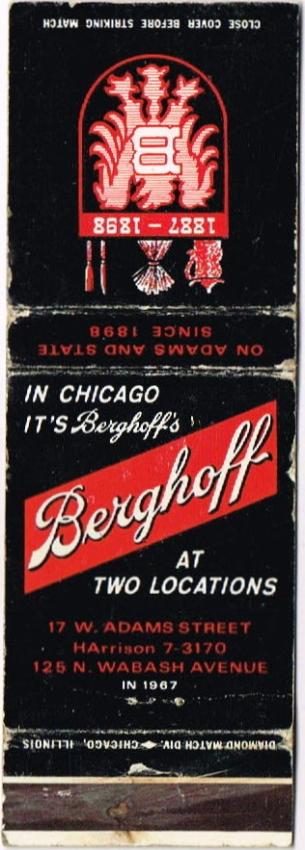 CLOSE COVER BEFORE STRIKING MATCH
B
1887 – 1898
ON ADAMS AND STATE
SINCE 1898
IN CHICAGO
IT'S Berghoff's
Berghoff
AT
TWO LOCATIONS
17 W. ADAMS STREET
HArrison 7-3170
125 N. WABASH AVENUE
IN 1967
DIAMOND MATCH DIV. CHICAGO, ILLINOIS